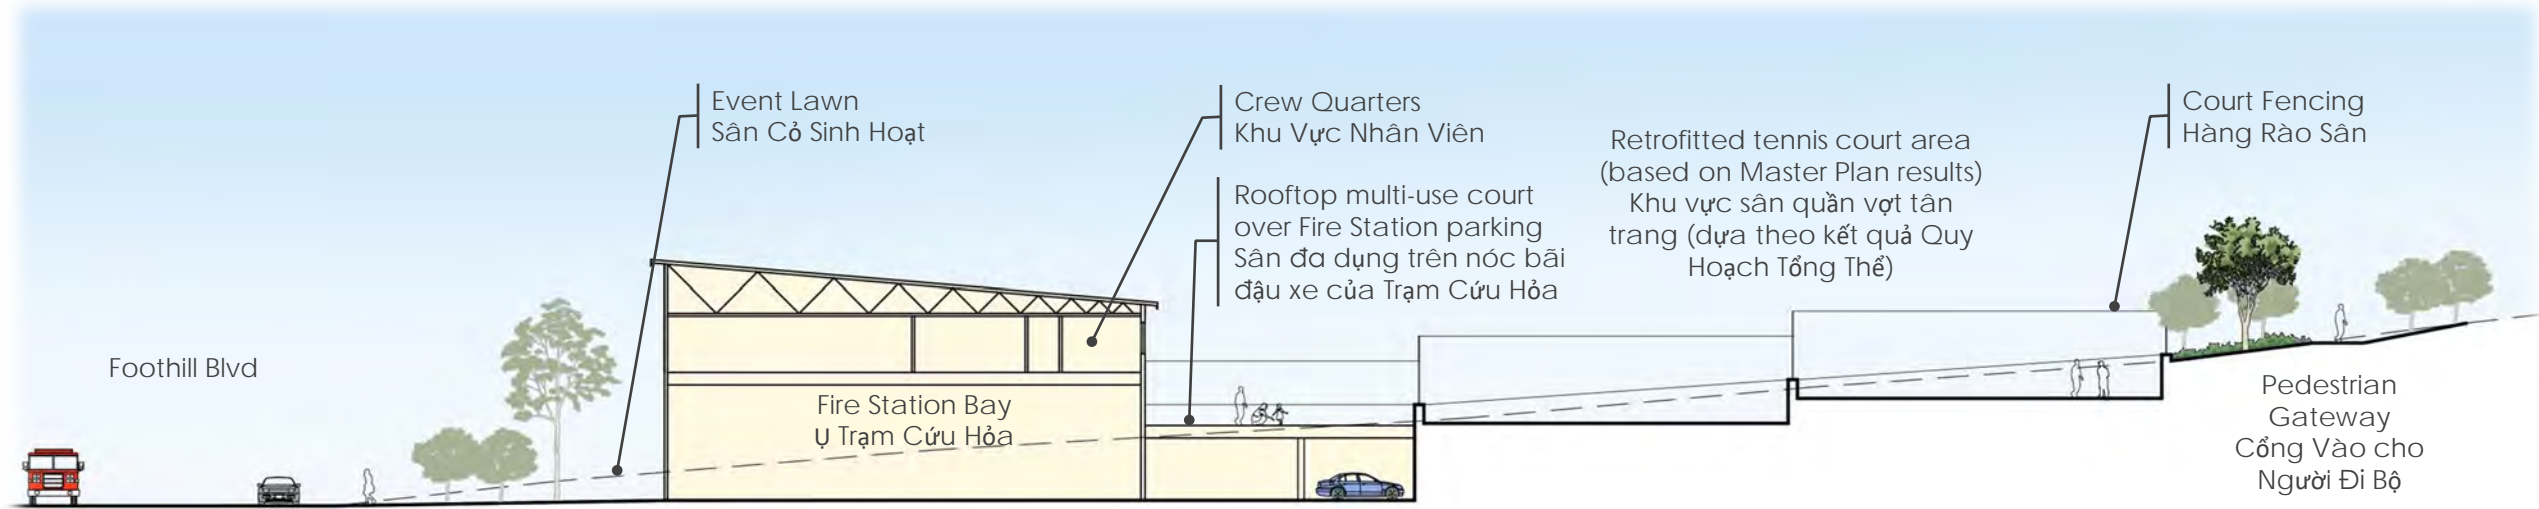 Foothill Blvd
Event Lawn
Sân Cỏ Sinh Hoạt
Fire Station Bay
Ụ Trạm Cứu Hỏa
Crew Quarters
Khu Vực Nhân Viên
Rooftop multi-use court
over Fire Station parking
Sân đa dụng trên nóc bãi
đậu xe của Trạm Cứu Hỏa
Retrofitted tennis court area
(based on Master Plan results)
Khu vực sân quần vợt tân
trang (dựa theo kết quả Quy
Hoạch Tổng Thể)
Court Fencing
Hàng Rào Sân
Pedestrian
Gateway
Cổng Vào cho
Người Đi Bộ